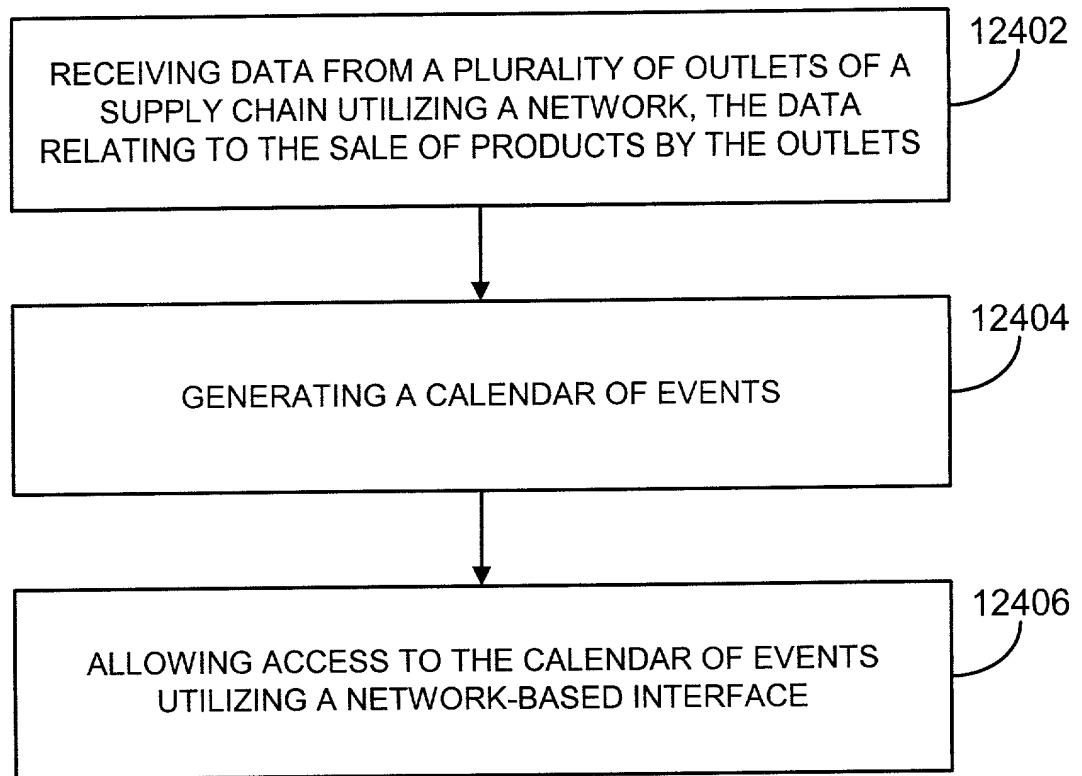 12402
RECEIVING DATA FROM A PLURALITY OF OUTLETS OF A
SUPPLY CHAIN UTILIZING A NETWORK, THE DATA
RELATING TO THE SALE OF PRODUCTS BY THE OUTLETS
12404
GENERATING A CALENDAR OF EVENTS
12406
ALLOWING ACCESS TO THE CALENDAR OF EVENTS
UTILIZING A NETWORK-BASED INTERFACE